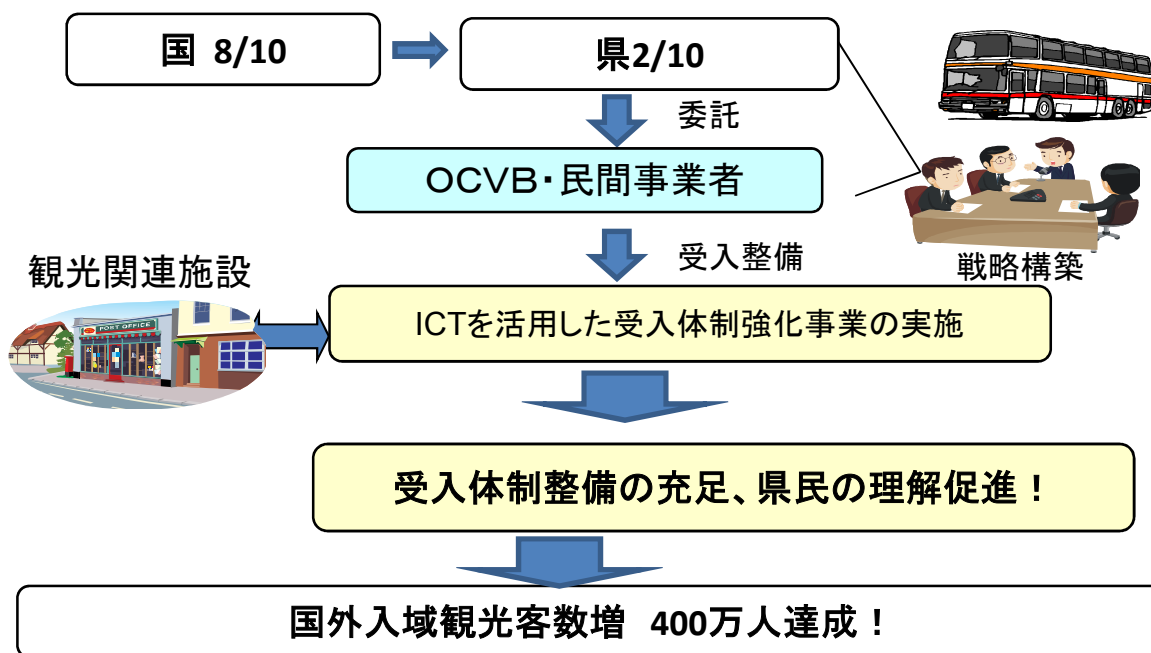 国 8/10
県2/10
委託
OCVB・民間事業者
受入整備
戦略構築
観光関連施設
POST OFFICE
ICTを活用した受入体制強化事業の実施
受入体制整備の充足、県民の理解促進！
国外入域観光客数増 400万人達成！